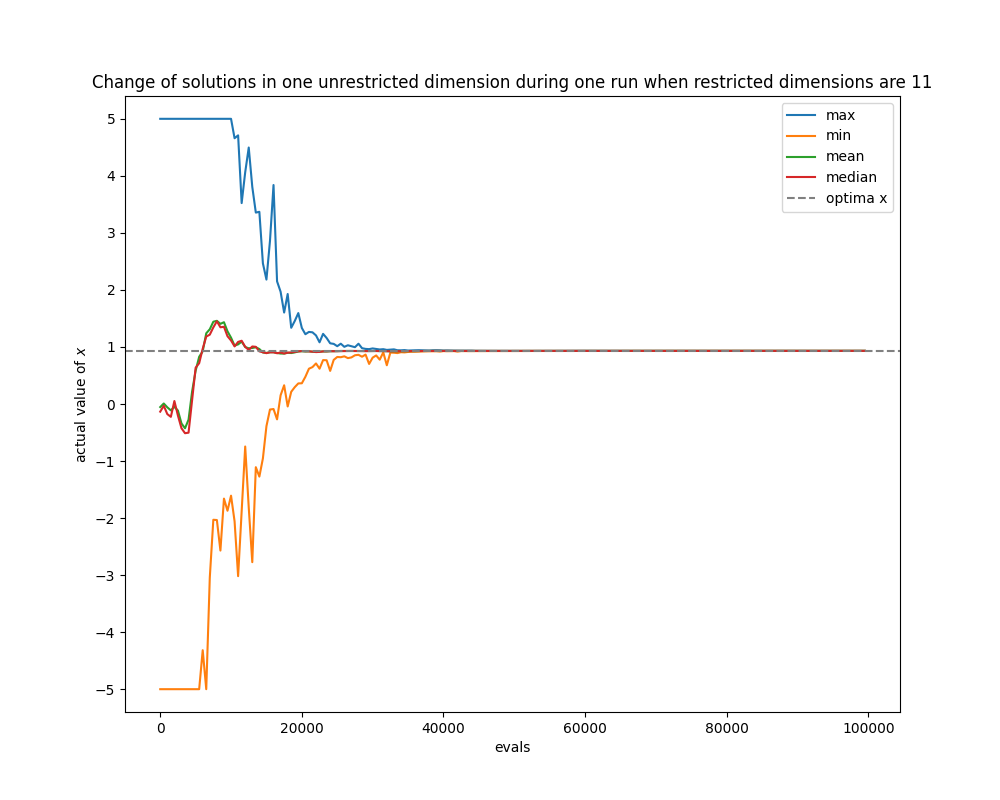 Change of solutions in one unrestricted dimension during one run when restricted dimensions are 11
max
min
mean
median
optima x
5
4
3
2
1
0
−1
−2
−3
−4
−5
actual value of x
0 20000 40000 60000 80000 100000
evals